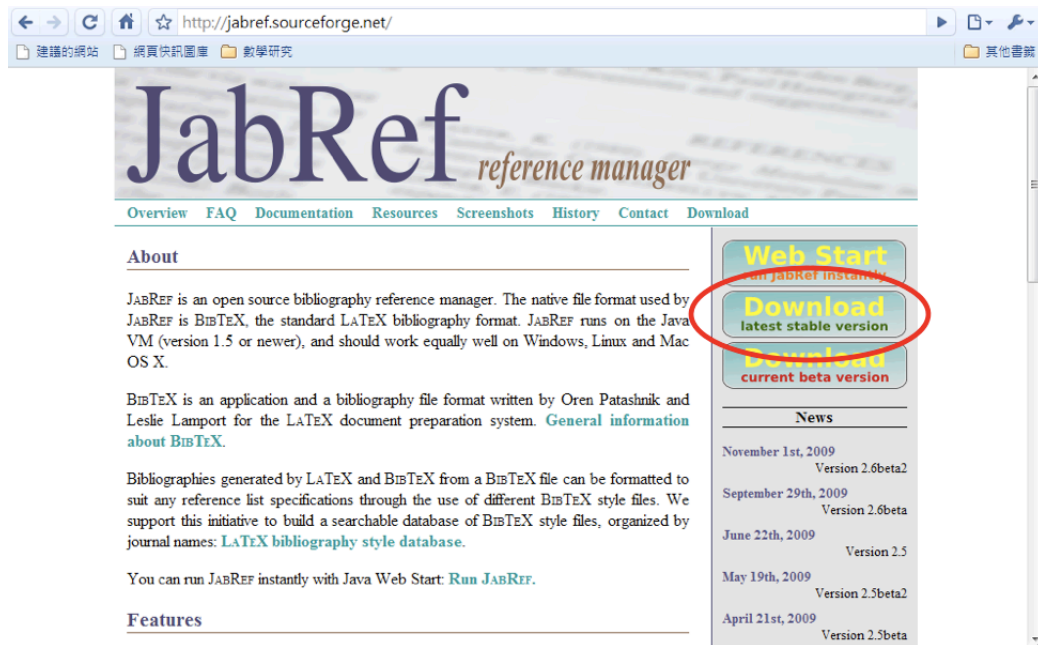 http://jabref.sourceforge.net/
建議的網站 網頁快訊圖庫 數學研究 其他書籤
JabRef reference manager
Overview FAQ Documentation Resources Screenshots History Contact Download
About
JABREF is an open source bibliography reference manager. The native file format used by
JABREF is BIBTEX, the standard LATEX bibliography format. JABREF runs on the Java
VM (version 1.5 or newer), and should work equally well on Windows, Linux and Mac
OS X.
BIBTEX is an application and a bibliography file format written by Oren Patashnik and
Leslie Lamport for the LATEX document preparation system. General information
about BIBTEX.
Bibliographies generated by LATEX and BIBTEX from a BIBTEX file can be formatted to
suit any reference list specifications through the use of different BIBTEX style files. We
support this initiative to build a searchable database of BIBTEX style files, organized by
journal names: LATEX bibliography style database.
You can run JABREF instantly with Java Web Start: Run JABREF.
Features
Web Start
run JabRef instantly
Download
latest stable version
Download
current beta version
News
November 1st, 2009
Version 2.6beta2
September 29th, 2009
Version 2.6beta
June 22th, 2009
Version 2.5
May 19th, 2009
Version 2.5beta2
April 21st, 2009
Version 2.5beta